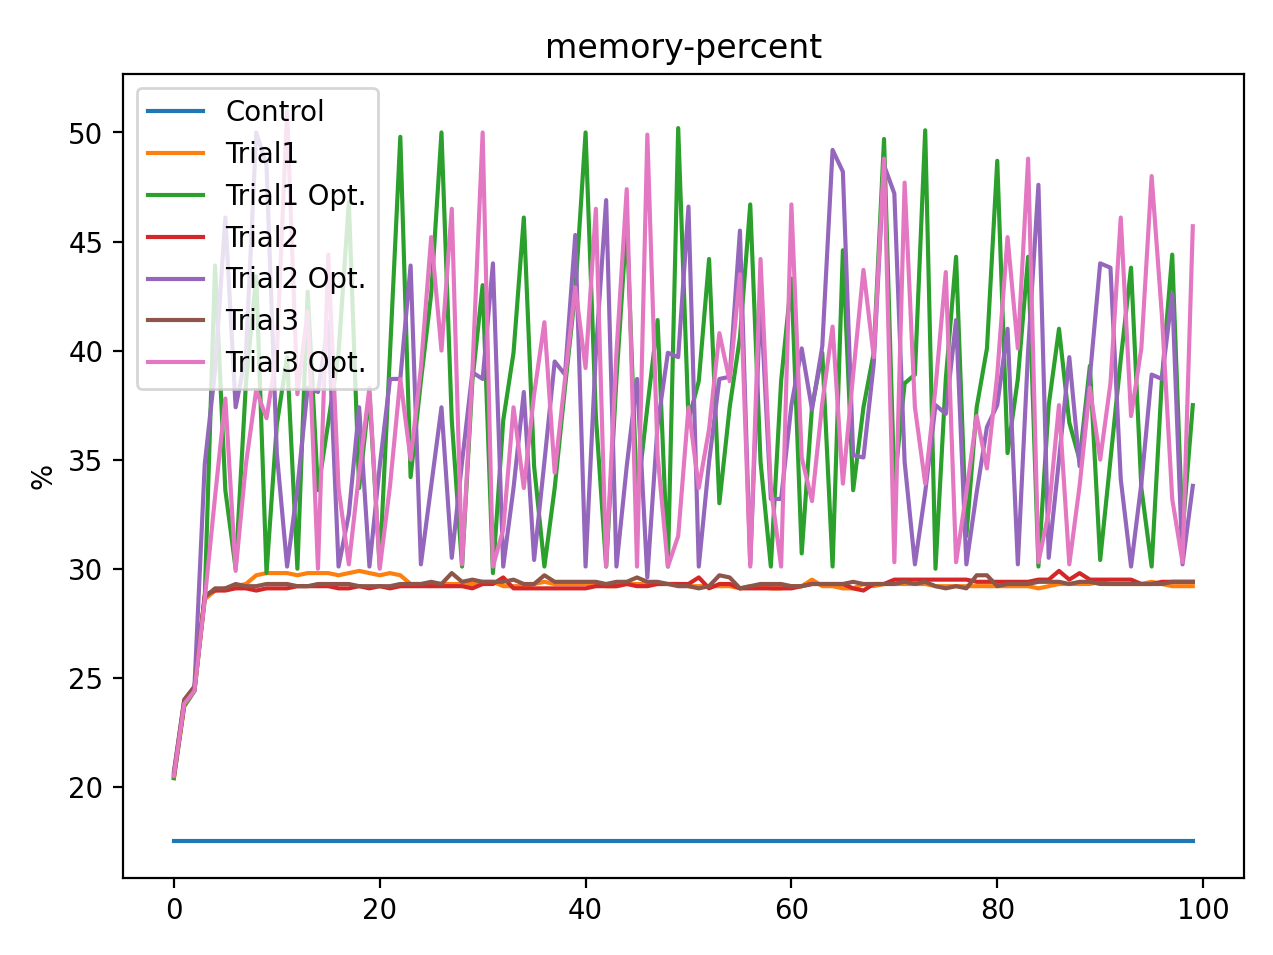 memory-percent
Control
Trial1
Trial1 Opt.
Trial2
Trial2 Opt.
Trial3
Trial3 Opt.
%
50
45
40
35
30
25
20
0 20 40 60 80 100